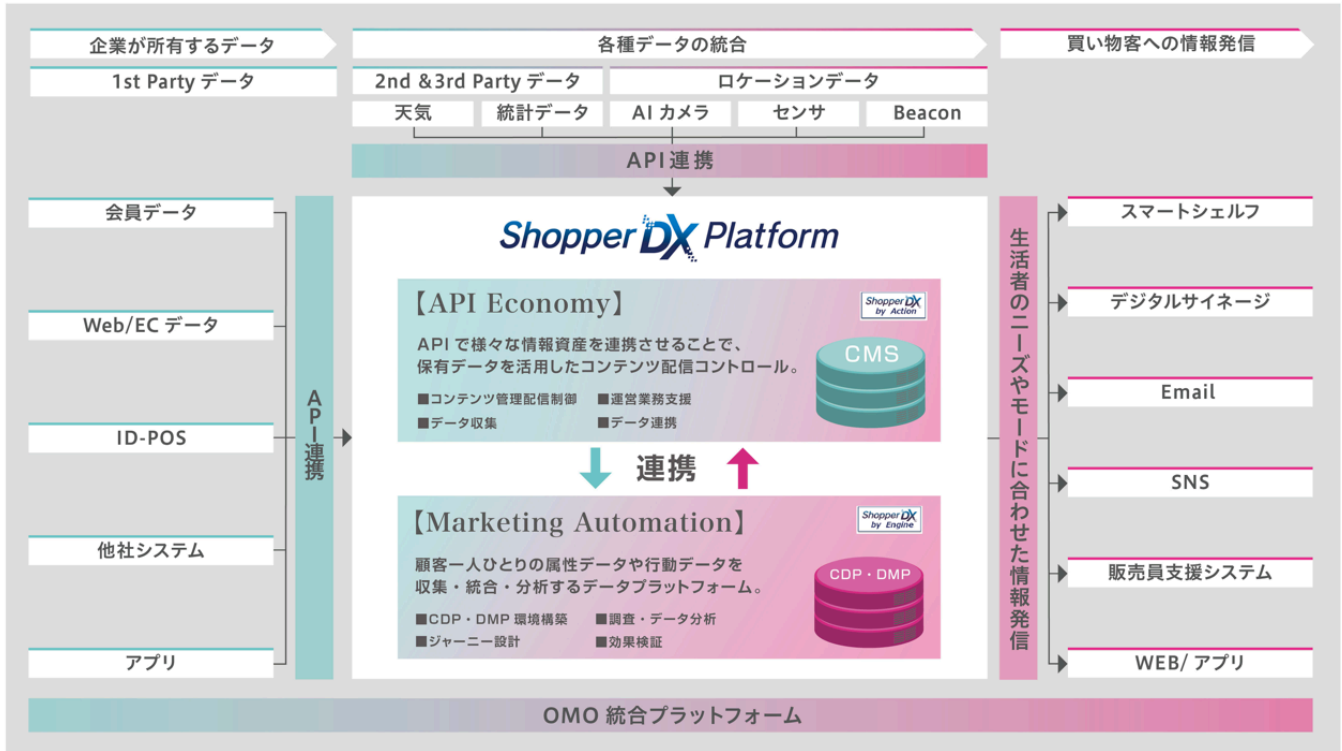 企業が所有するデータ
各種データの統合
買い物客への情報発信
1st Party データ
2nd &3rd Party データ
ロケーションデータ
天気
統計データ
AI カメラ
センサ
Beacon
API連携
会員データ
Web/EC データ
ID-POS
他社システム
アプリ
API連携
Shopper DX Platform
【API Economy】
Shopper DX
by Action
API で様々な情報資産を連携させることで、
保有データを活用したコンテンツ配信コントロール。
■コンテンツ管理配信制御 ■運営業務支援
■データ収集 ■データ連携
CMS
連携
【Marketing Automation】
Shopper DX
by Engine
顧客一人ひとりの属性データや行動データを
収集・統合・分析するデータプラットフォーム。
■CDP・DMP 環境構築 ■調査・データ分析
■ジャーニー設計 ■効果検証
CDP・DMP
生活者のニーズやモードに合わせた情報発信
スマートシェルフ
デジタルサイネージ
Email
SNS
販売員支援システム
WEB/ アプリ
OMO 統合プラットフォーム